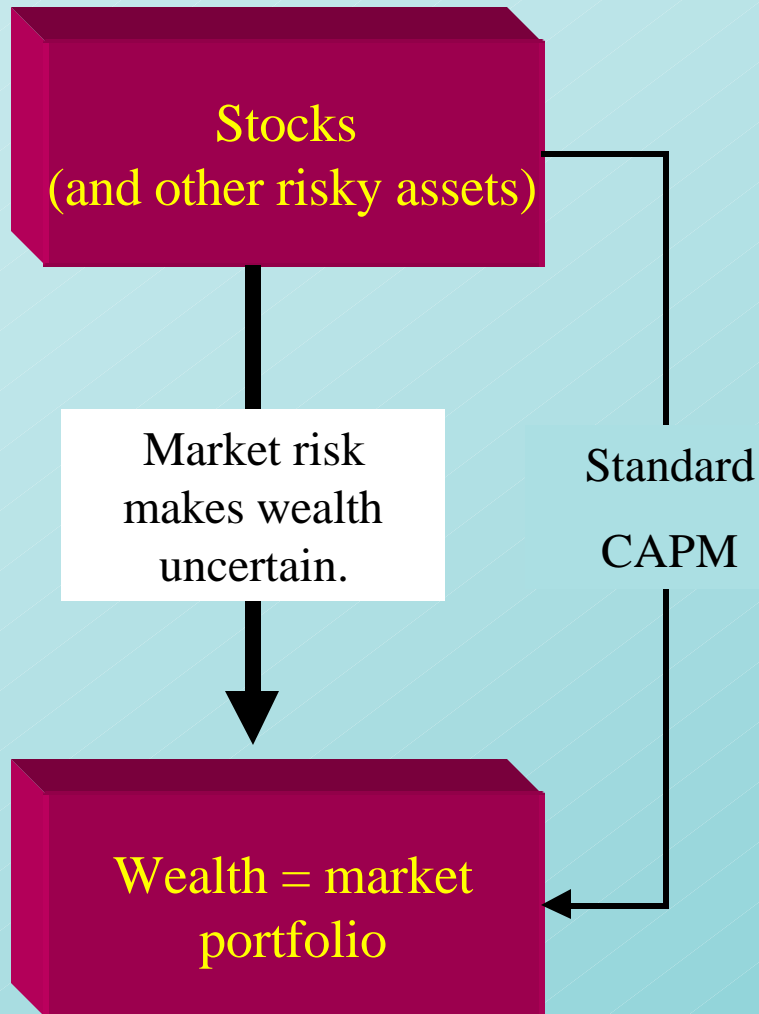 Stocks
(and other risky assets)
Market risk
makes wealth
uncertain.
Standard
CAPM
Wealth = market
portfolio